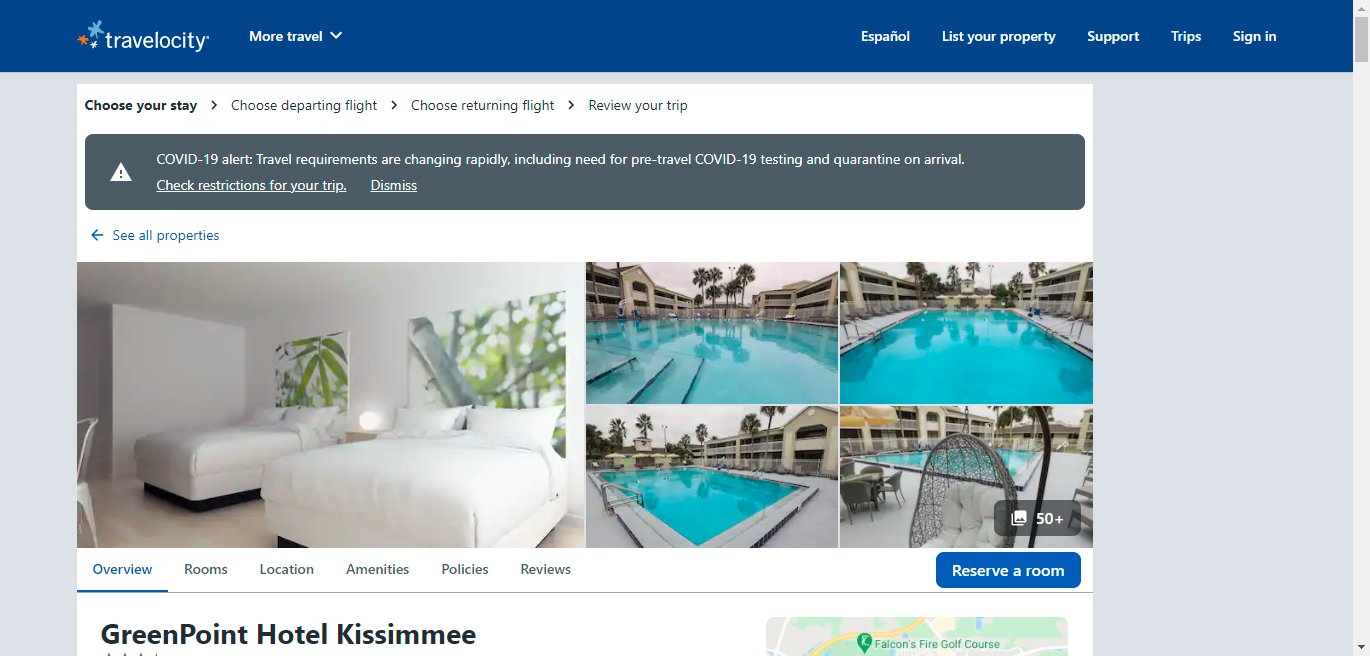 travelocity
More travel
Español
List your property
Support
Trips
Sign in
Choose your stay
Choose departing flight
Choose returning flight
Review your trip
COVID-19 alert: Travel requirements are changing rapidly, including need for pre-travel COVID-19 testing and quarantine on arrival.
Check restrictions for your trip.
Dismiss
See all properties
50+
Overview
Rooms
Location
Amenities
Policies
Reviews
Reserve a room
GreenPoint Hotel Kissimmee
Falcon's Fire Golf Course